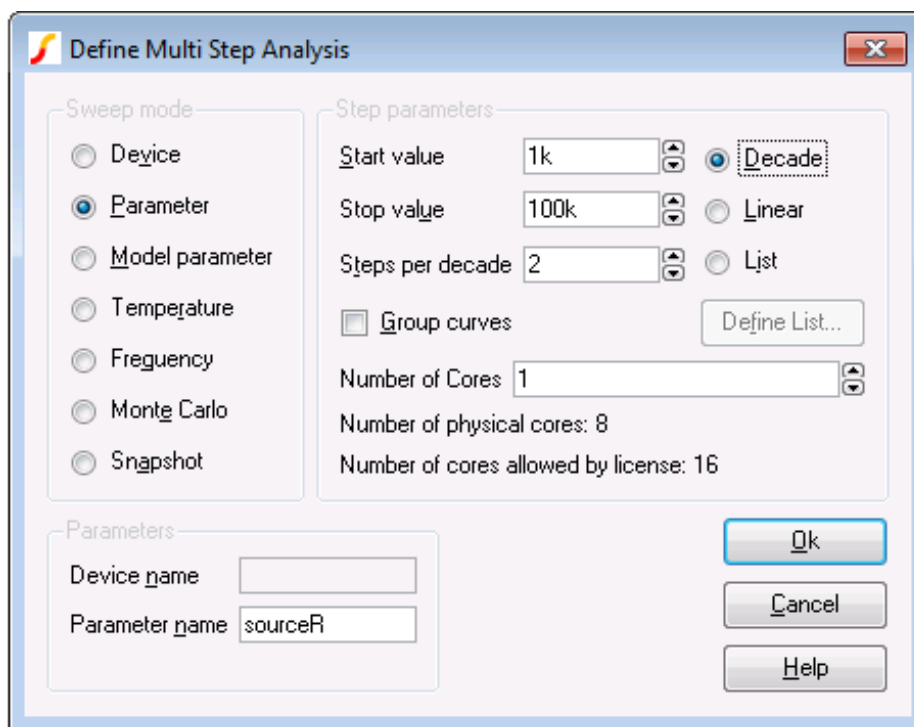 Define Multi Step Analysis
Sweep mode
Device
Parameter
Model parameter
Temperature
Freguency
Monte Carlo
Snapshot
Step parameters
Start value 1k Decade
Stop value 100k Linear
Steps per decade 2 List
Group curves Define List...
Number of Cores 1
Number of physical cores: 8
Number of cores allowed by license: 16
Parameters
Device name
Parameter name sourceR
Ok
Cancel
Help